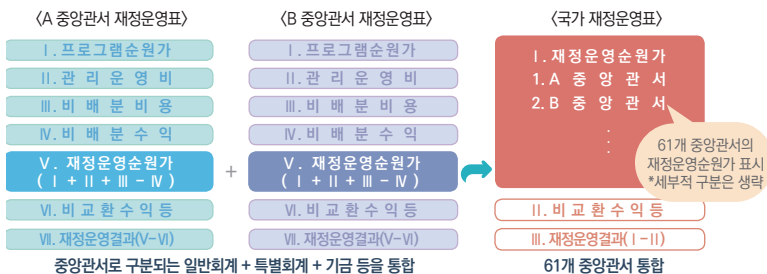 〈A 중앙관서 재정운영표〉
Ⅰ. 프로그램순원가
Ⅱ. 관리운영비
Ⅲ. 비배분비용
Ⅳ. 비배분수익
Ⅴ. 재정운영순원가
( Ⅰ + Ⅱ + Ⅲ - Ⅳ )
Ⅵ. 비교환수익등
Ⅶ. 재정운영결과(Ⅴ-Ⅵ)
+
〈B 중앙관서 재정운영표〉
Ⅰ. 프로그램순원가
Ⅱ. 관리운영비
Ⅲ. 비배분비용
Ⅳ. 비배분수익
Ⅴ. 재정운영순원가
( Ⅰ + Ⅱ + Ⅲ - Ⅳ )
Ⅵ. 비교환수익등
Ⅶ. 재정운영결과(Ⅴ-Ⅵ)
중앙관서로 구분되는 일반회계 + 특별회계 + 기금 등을 통합
〈국가 재정운영표〉
Ⅰ. 재정운영순원가
1. A 중앙관서
2. B 중앙관서
:
:
61개 중앙관서의
재정운영순원가 표시
*세부적 구분은 생략
Ⅱ. 비교환수익등
Ⅲ. 재정운영결과(Ⅰ-Ⅱ)
61개 중앙관서 통합